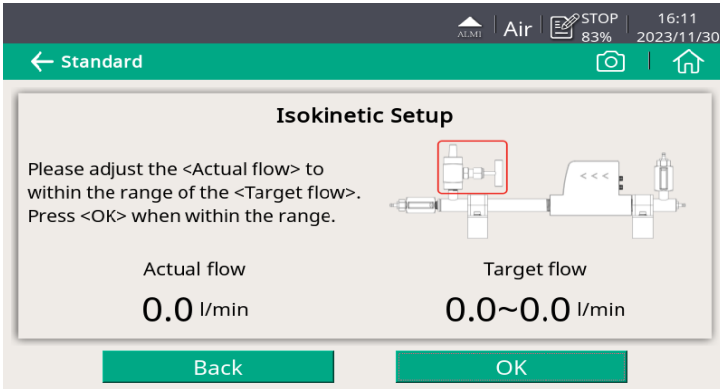 ALMI
Air
STOP
83%
16:11
2023/11/30
Standard
Isokinetic Setup
Please adjust the <Actual flow> to
within the range of the <Target flow>.
Press <OK> when within the range.
<<<
Actual flow
Target flow
0.0 l/min
0.0~0.0 l/min
Back
OK